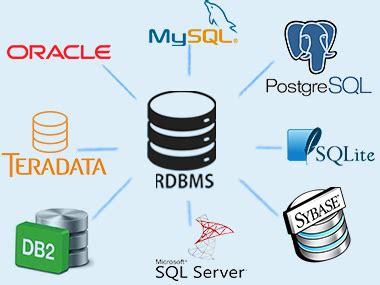 MySQL
ORACLE
PostgreSQL
TERADATA
RDBMS
SQLite
DB2
Microsoft
SQL Server
SYBASE